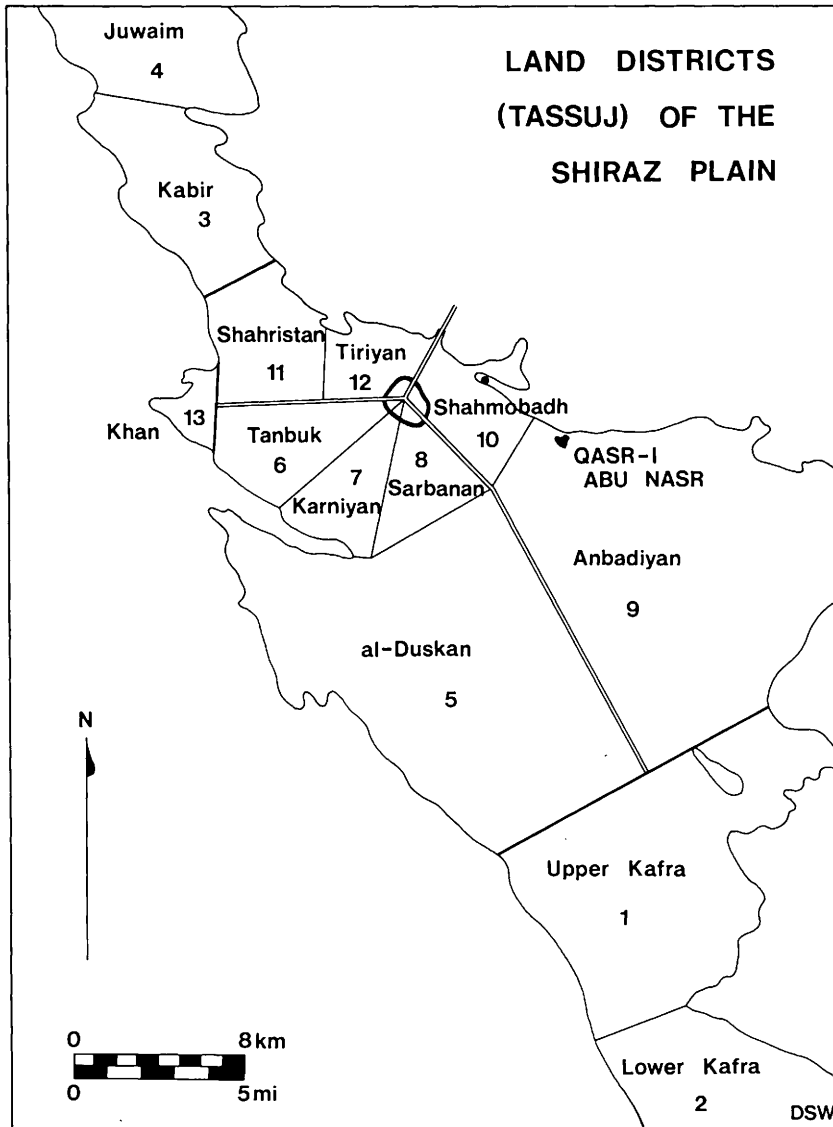 LAND DISTRICTS
(TASSUJ) OF THE
SHIRAZ PLAIN
Juwaim
4
Kabir
3
Shahristan
11
Tiriyan
12
13
Khan
Shahmobadh
10
Tanbuk
6
7
Karniyan
8
Sarbanan
QASR-I
ABU NASR
Anbadiyan
9
al-Duskan
5
N
Upper Kafra
1
0 8 km
0 5 mi
Lower Kafra
2
DSW